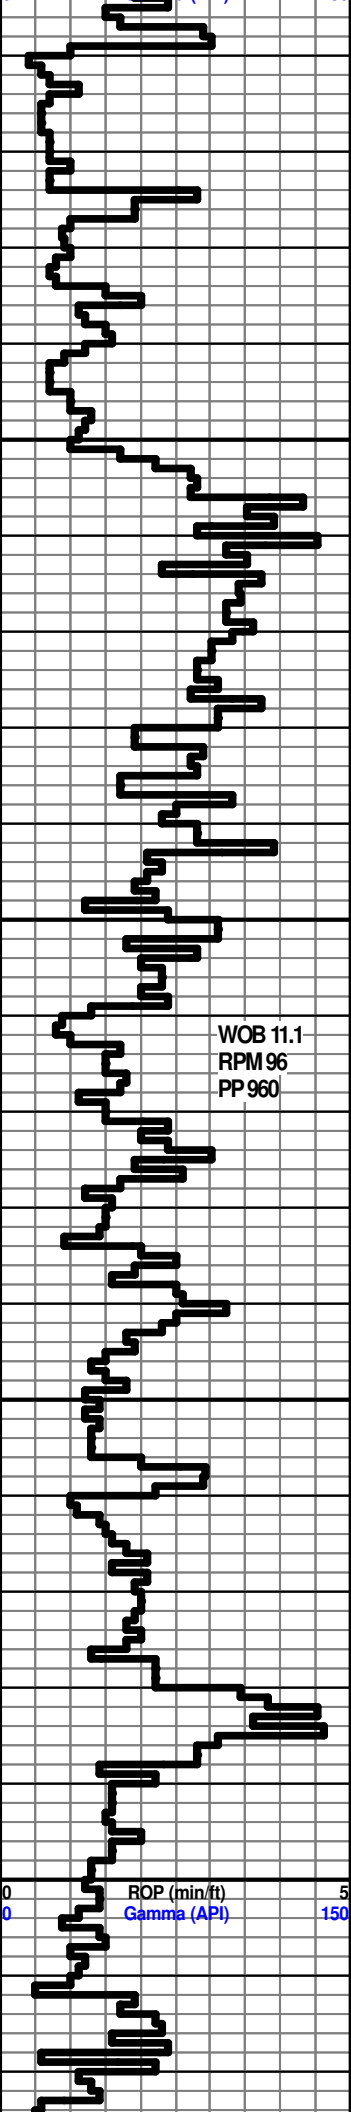 WOB 11.1
RPM 96
PP 960
0 ROP (min/ft) 5
0 Gamma (API) 150